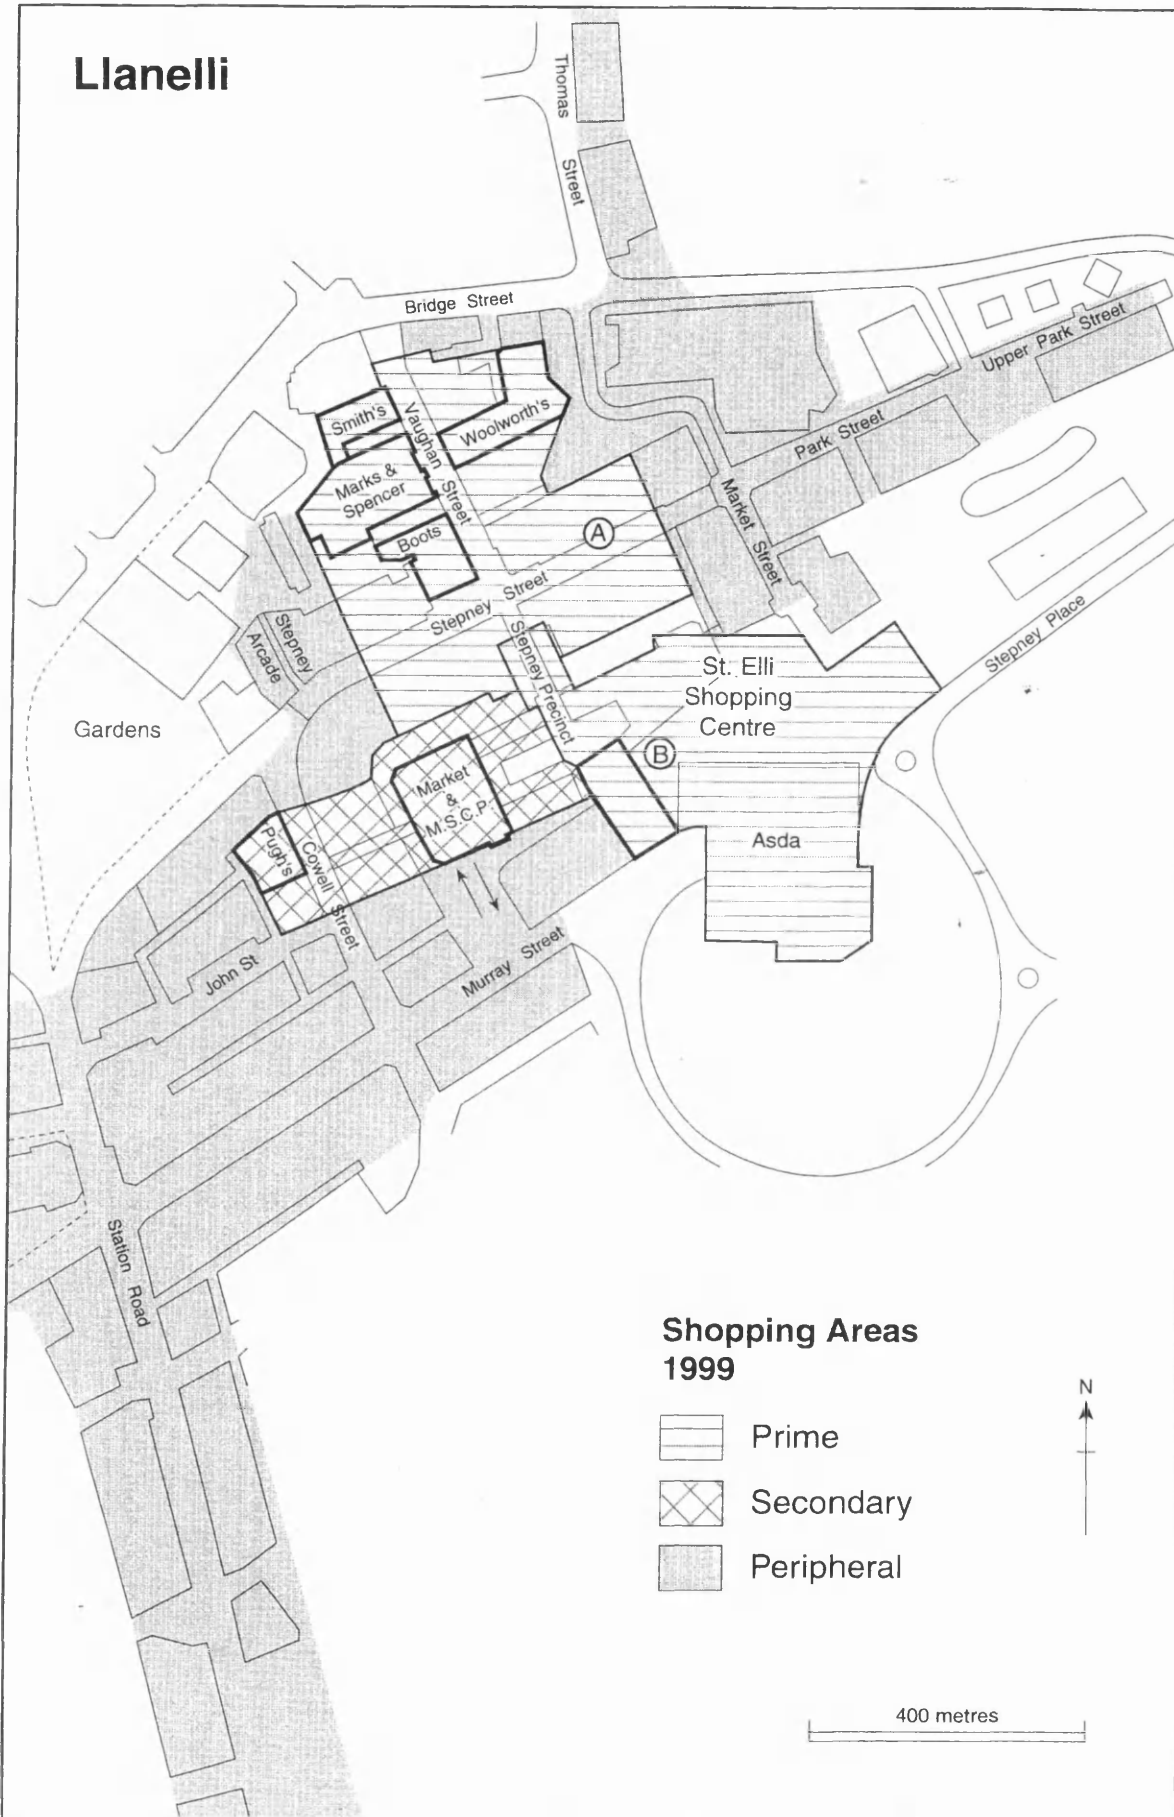 Llanelli
Thomas
Street
Bridge Street
Upper Park Street
Smith's
Vaughan Street
Woolworth's
Park Street
Marks &
Spencer
Market Street
Boots
A
Stepney Street
Stepney
Arcade
Stepney Precinct
Stepney Place
St. Elli
Shopping
Centre
Gardens
B
Market
&
M.S.C.P.
Pugh's
Cowell Street
Asda
John St
Murray Street
Station Road
Shopping Areas
1999
Prime
Secondary
Peripheral
N
400 metres